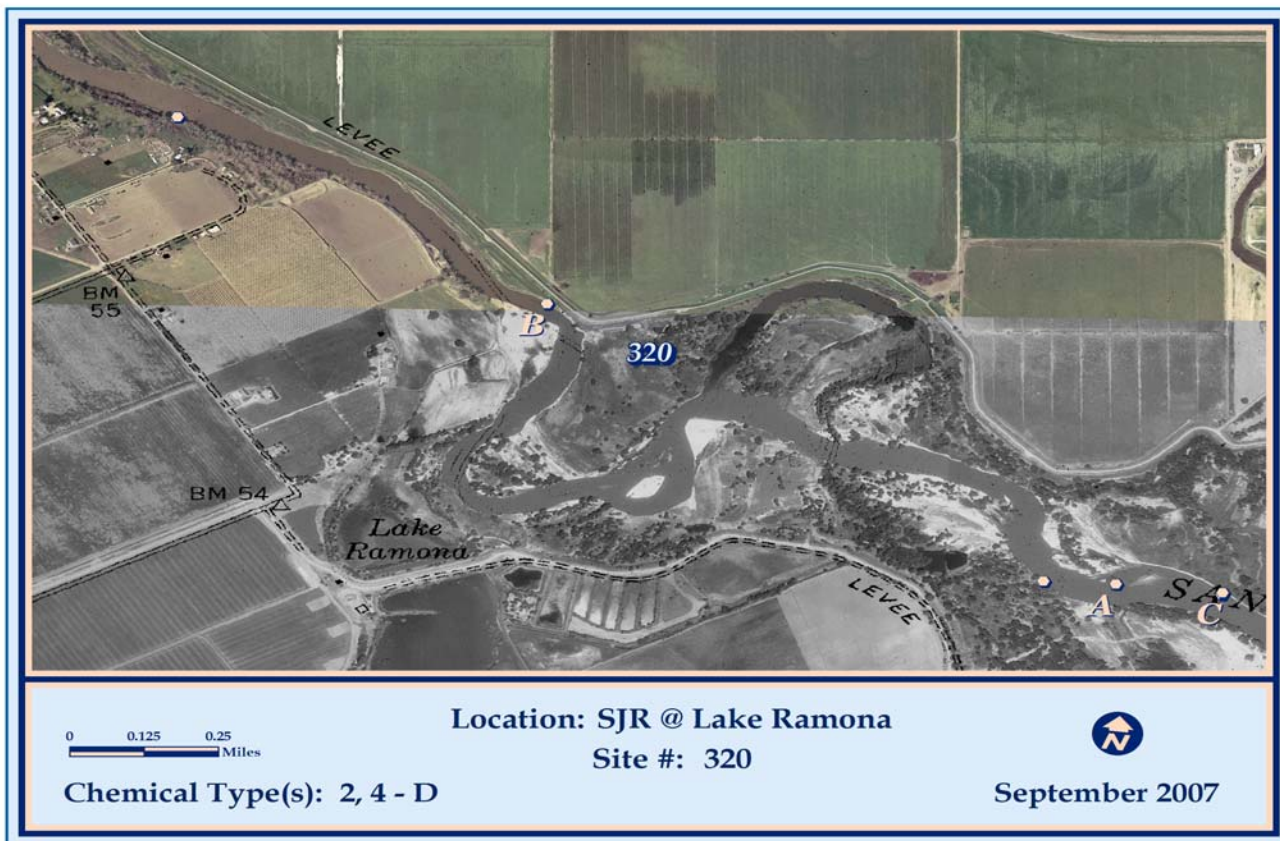 LEVEE
BM
55
B
320
BM 54
Lake
Ramona
LEVEE
A
SAN
C
0 0.125 0.25
Miles
Location: SJR @ Lake Ramona
Site #: 320
N
Chemical Type(s): 2, 4 - D
September 2007